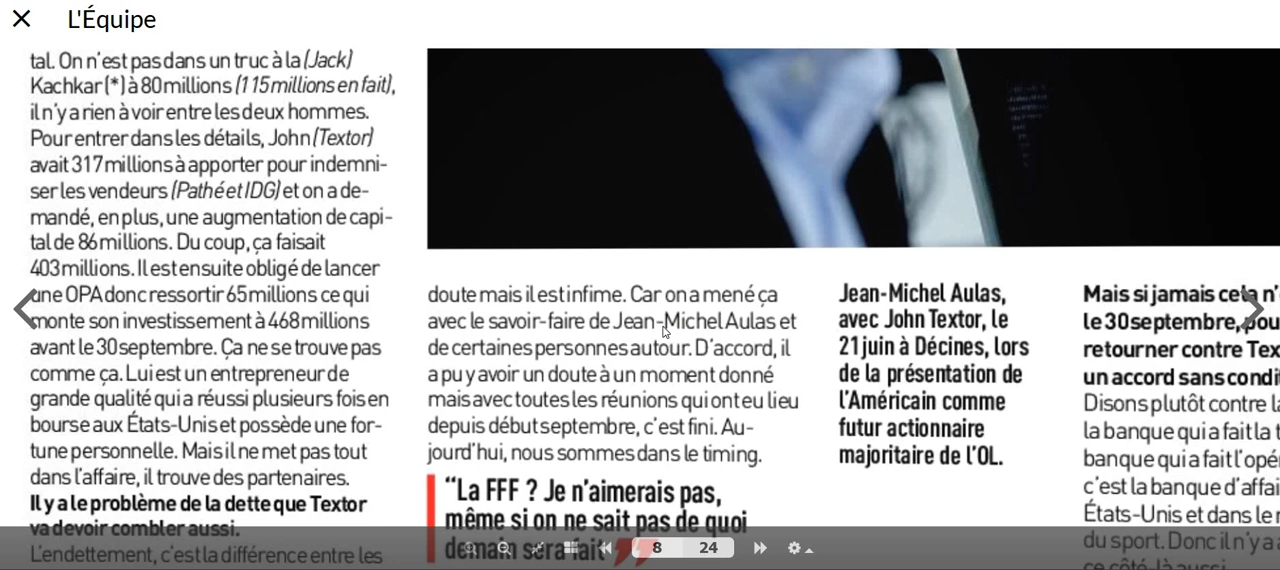 L'Équipe
tal. On n'est pas dans un truc à la (Jack)
Kachkar (*) à 80 millions (115 millions en fait),
il n'y a rien à voir entre les deux hommes.
Pour entrer dans les détails, John (Textor)
avait 317 millions à apporter pour indemni-
ser les vendeurs (Pathé et IDG) et on a de-
mandé, en plus, une augmentation de capi-
tal de 86 millions. Du coup, ça faisait
403 millions. Il est ensuite obligé de lancer
une OPA donc ressortir 65 millions ce qui
monte son investissement à 468 millions
avant le 30 septembre. Ça ne se trouve pas
comme ça. Lui est un entrepreneur de
grande qualité qui a réussi plusieurs fois en
bourse aux États-Unis et possède une for-
tune personnelle. Mais il ne met pas tout
dans l'affaire, il trouve des partenaires.
Il y a le problème de la dette que Textor
va devoir combler aussi.
L'endettement, c'est la différence entre les
doute mais il est infime. Car on a mené ça
avec le savoir-faire de Jean-Michel Aulas et
de certaines personnes autour. D'accord, il
a pu y avoir un doute à un moment donné
mais avec toutes les réunions qui ont eu lieu
depuis début septembre, c'est fini. Au-
jourd'hui, nous sommes dans le timing.
“La FFF ? Je n'aimerais pas,
même si on ne sait pas de quoi
demain sera fait
Jean-Michel Aulas,
avec John Textor, le
21 juin à Décines, lors
de la présentation de
l'Américain comme
futur actionnaire
majoritaire de l'OL.
Mais si jamais cela n'
le 30 septembre, pou
retourner contre Tex
un accord sans condi
Disons plutôt contre la
la banque qui a fait la t
banque qui a fait l'opé
c'est la banque d'affai
États-Unis et dans le
du sport. Donc il n'y a a
ce côté-là aussi.
8 24